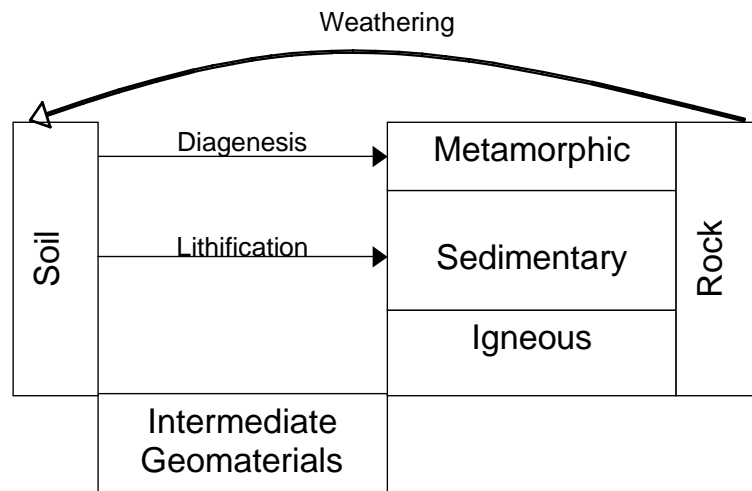 Weathering
Diagenesis
Metamorphic
Soil
Lithification
Sedimentary
Rock
Igneous
Intermediate
Geomaterials